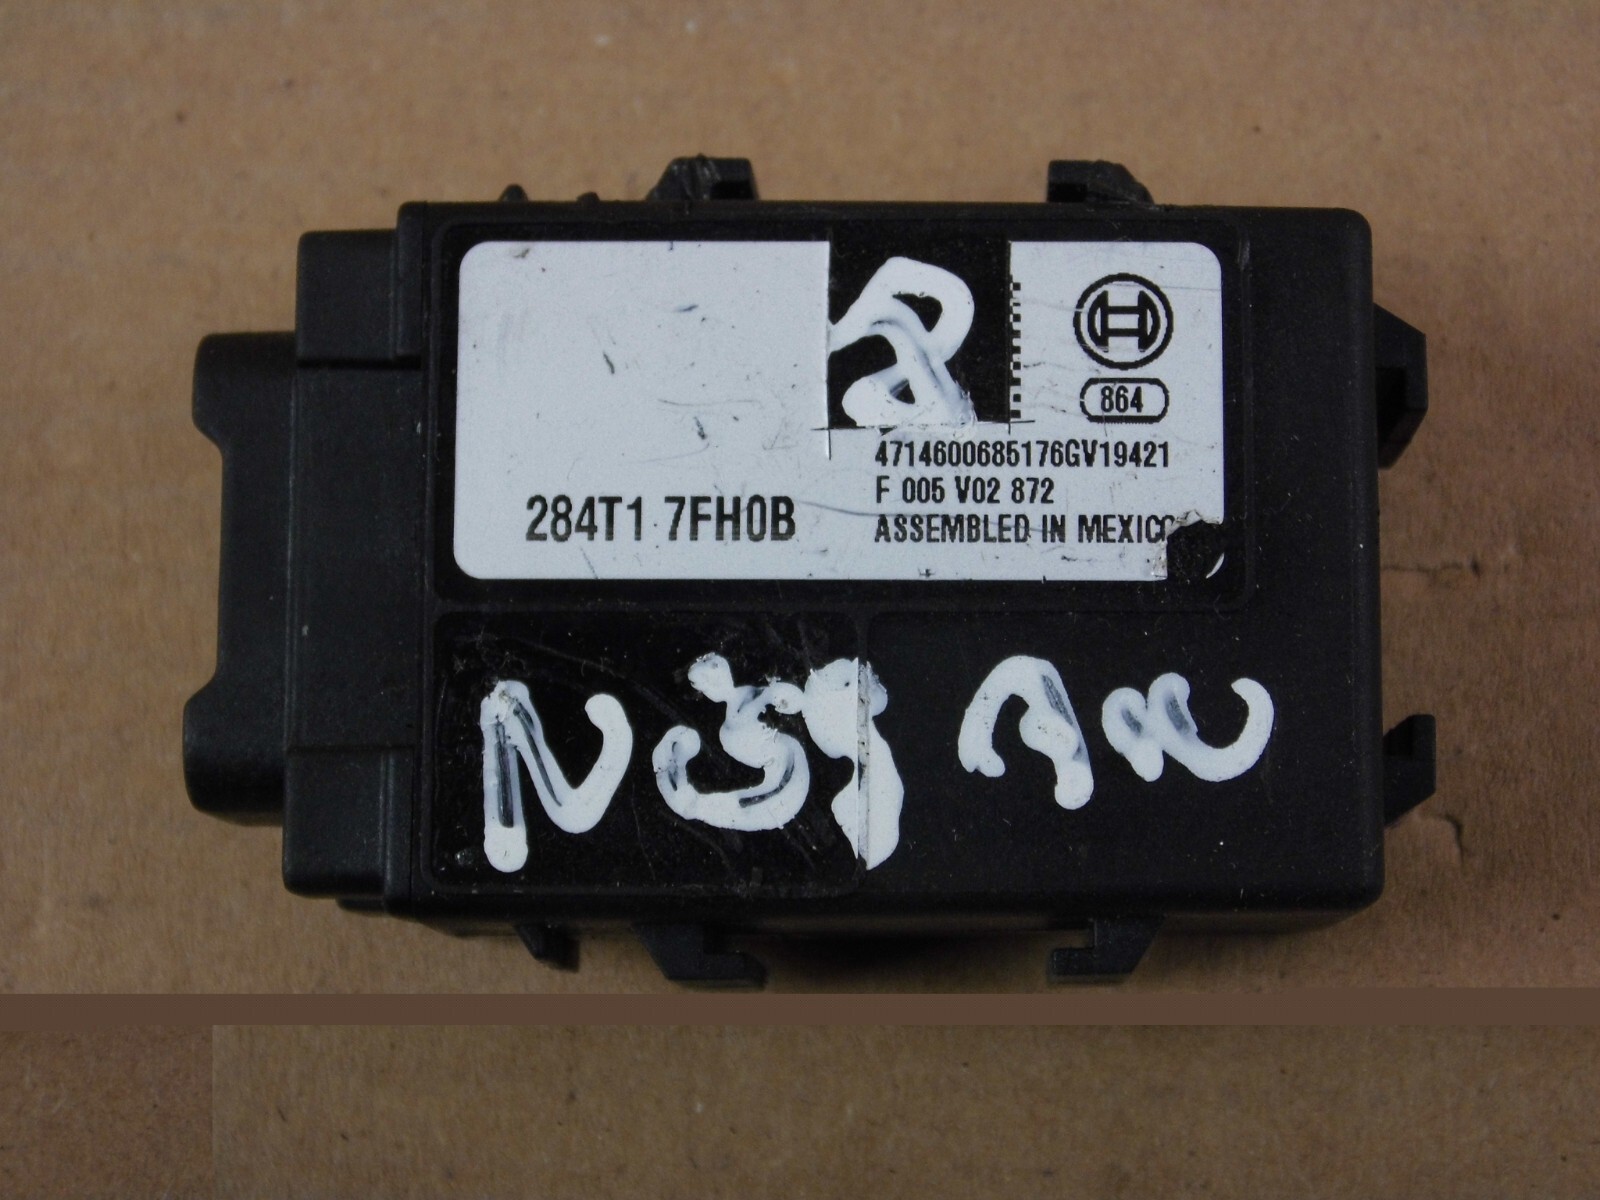 864
4714600685176GV19421
F 005 V02 872
284T1 7FH0B
ASSEMBLED IN MEXICO